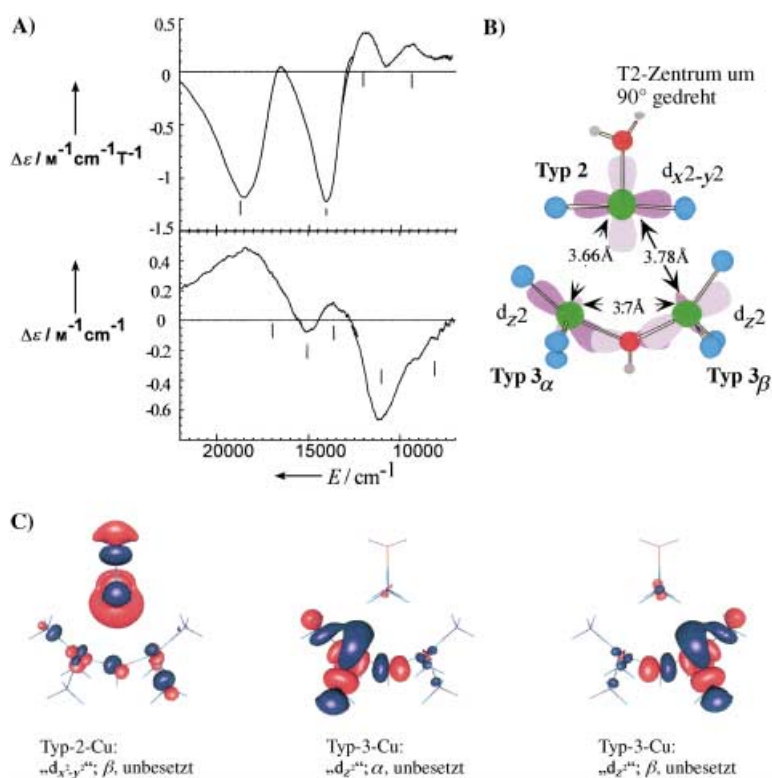 A)
0.5
0
-0.5
-1
-1.5
Δε / M⁻¹cm⁻¹T⁻¹
0.4
0.2
0
-0.2
-0.4
-0.6
Δε / M⁻¹cm⁻¹
20000 15000 10000
E / cm⁻¹
B)
T2-Zentrum um
90° gedreht
Typ 2
dx2-y2
3.66Å
3.78Å
3.7Å
dz2
dz2
Typ 3α
Typ 3β
C)
Typ-2-Cu:
„dx²-y²“; β, unbesetzt
Typ-3-Cu:
„dz²“; α, unbesetzt
Typ-3-Cu:
„dz²“; β, unbesetzt